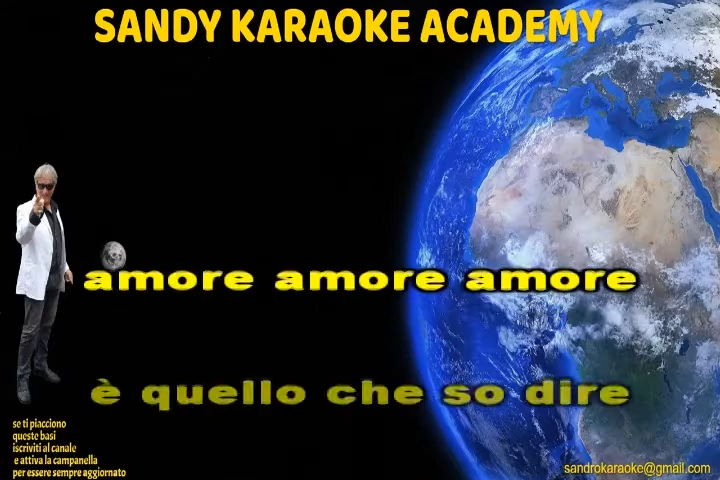 SANDY KARAOKE ACADEMY
amore amore amore
è quello che so dire
se ti piacciono
queste basi
iscriviti al canale
e attiva la campanella
per essere sempre aggiornato
sandrokaraoke@gmail.com